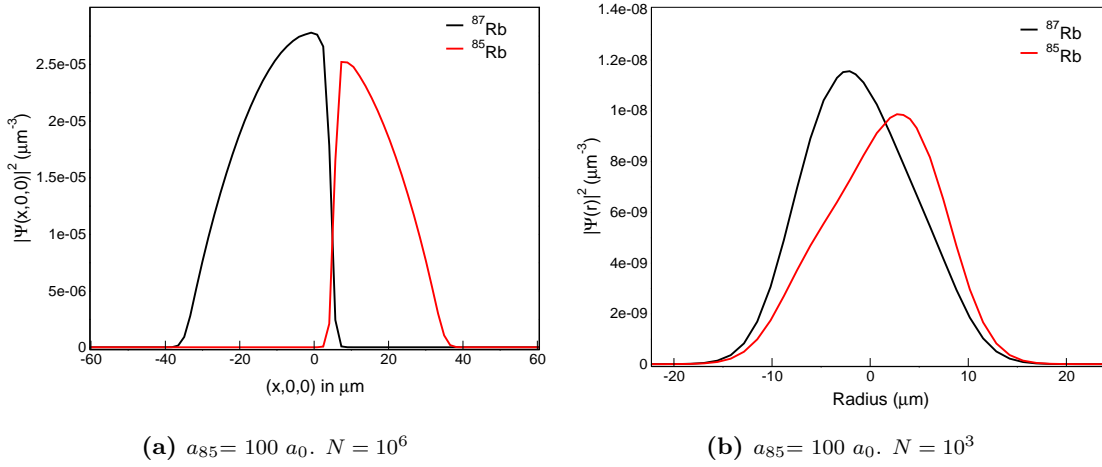 ⁸⁷Rb
⁸⁵Rb
|Ψ(x,0,0)|² (μm⁻³)
2.5e-05
2e-05
1.5e-05
1e-05
5e-06
0
-60 -40 -20 0 20 40 60
(x,0,0) in μm
(a) a₈₅= 100 a₀. N = 10⁶
⁸⁷Rb
⁸⁵Rb
|Ψ(r)|² (μm⁻³)
1.4e-08
1.2e-08
1e-08
8e-09
6e-09
4e-09
2e-09
0
-20 -10 0 10 20
Radius (μm)
(b) a₈₅= 100 a₀. N = 10³